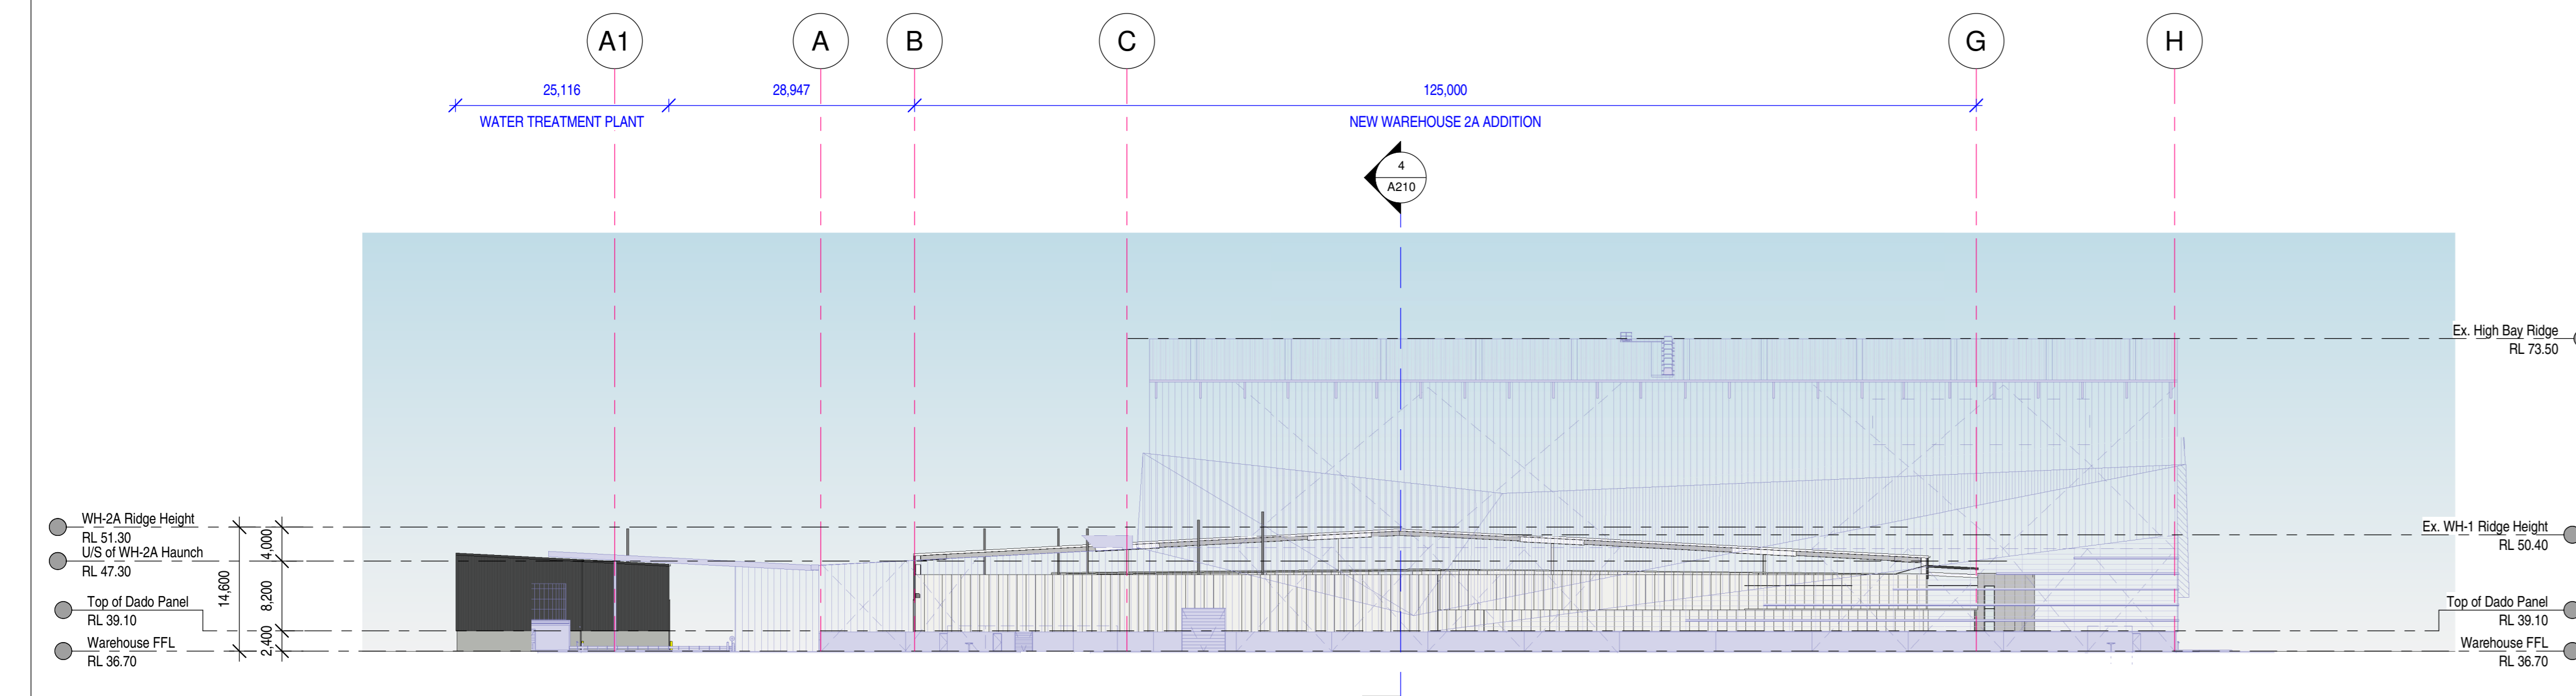 A1
A
B
C
G
H
25,116
28,947
125,000
WATER TREATMENT PLANT
NEW WAREHOUSE 2A ADDITION
4
A210
Ex. High Bay Ridge
RL 73.50
WH-2A Ridge Height
RL 51.30
U/S of WH-2A Haunch
RL 47.30
Top of Dado Panel
RL 39.10
Warehouse FFL
RL 36.70
14,600
4,000
8,200
2,400
Ex. WH-1 Ridge Height
RL 50.40
Top of Dado Panel
RL 39.10
Warehouse FFL
RL 36.70